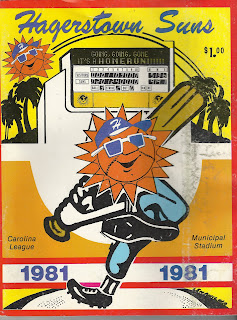 Hagerstown Suns
$1.00
GOING, GOING, GONE
IT'S A HOMERUN!!!!!!
Carolina
League
Municipal
Stadium
1981
1981